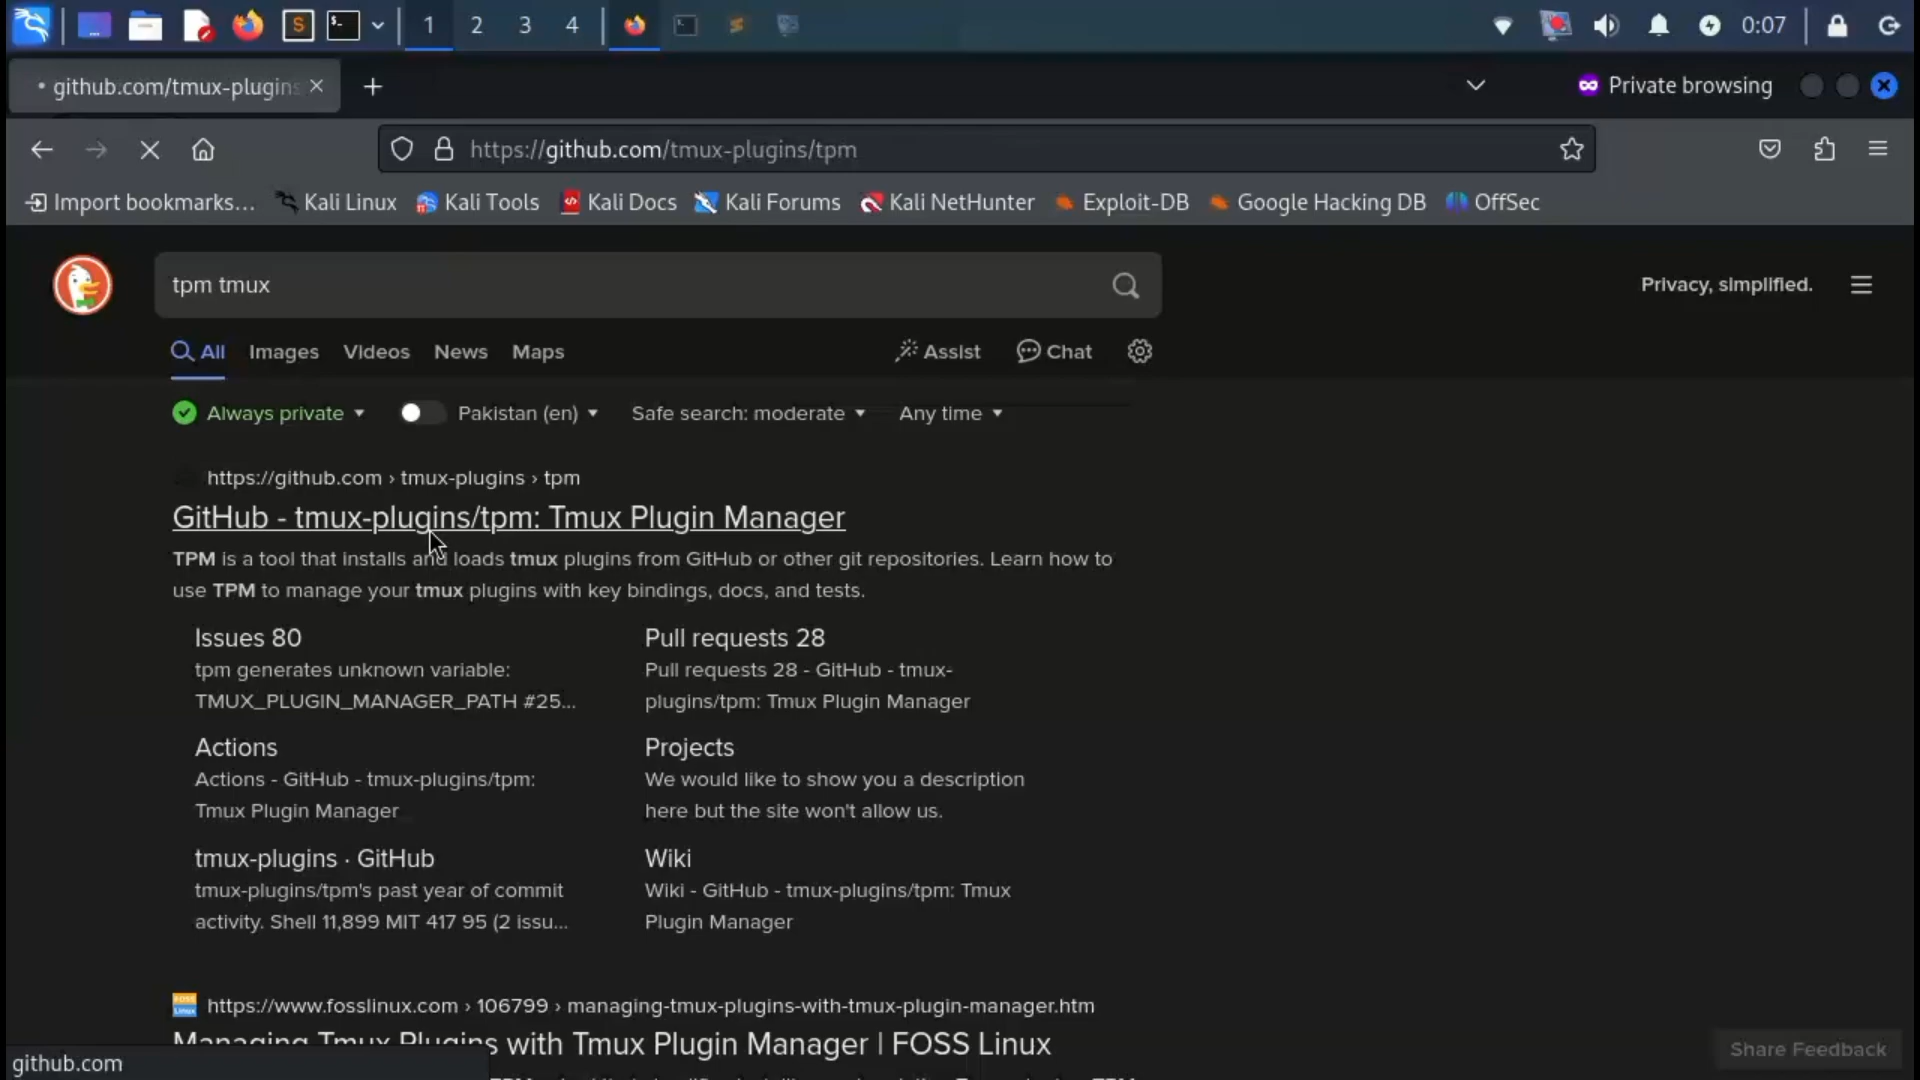 1 2 3 4 0:07
github.com/tmux-plugins
Private browsing
https://github.com/tmux-plugins/tpm
Import bookmarks... Kali Linux Kali Tools Kali Docs Kali Forums Kali NetHunter Exploit-DB Google Hacking DB OffSec
tpm tmux
Privacy, simplified.
All Images Videos News Maps Assist Chat
Always private Pakistan (en) Safe search: moderate Any time
https://github.com › tmux-plugins › tpm
GitHub - tmux-plugins/tpm: Tmux Plugin Manager
TPM is a tool that installs and loads tmux plugins from GitHub or other git repositories. Learn how to
use TPM to manage your tmux plugins with key bindings, docs, and tests.
Issues 80
tpm generates unknown variable:
TMUX_PLUGIN_MANAGER_PATH #25...
Pull requests 28
Pull requests 28 - GitHub - tmux-
plugins/tpm: Tmux Plugin Manager
Actions
Actions - GitHub - tmux-plugins/tpm:
Tmux Plugin Manager
Projects
We would like to show you a description
here but the site won't allow us.
tmux-plugins · GitHub
tmux-plugins/tpm's past year of commit
activity. Shell 11,899 MIT 417 95 (2 issu...
Wiki
Wiki - GitHub - tmux-plugins/tpm: Tmux
Plugin Manager
https://www.fosslinux.com › 106799 › managing-tmux-plugins-with-tmux-plugin-manager.htm
Managing Tmux Plugins with Tmux Plugin Manager | FOSS Linux
Share Feedback
github.com